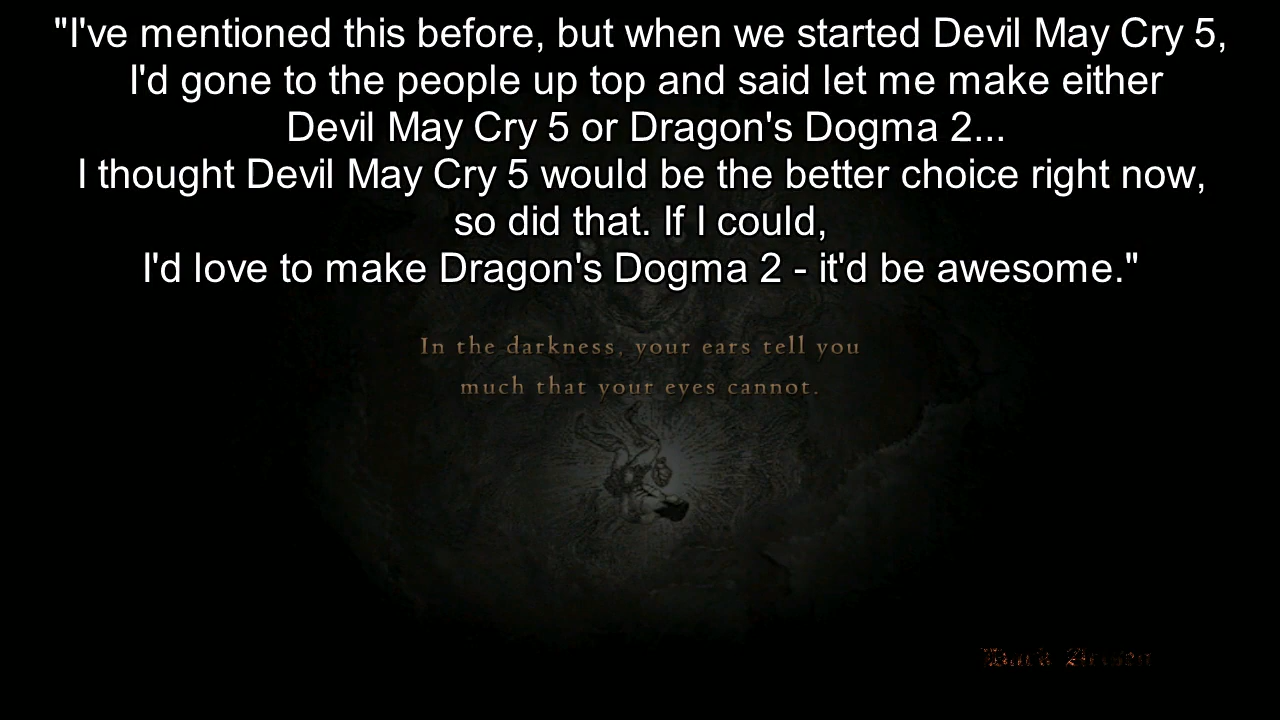 "I've mentioned this before, but when we started Devil May Cry 5,
I'd gone to the people up top and said let me make either
Devil May Cry 5 or Dragon's Dogma 2...
I thought Devil May Cry 5 would be the better choice right now,
so did that. If I could,
I'd love to make Dragon's Dogma 2 - it'd be awesome."
In the darkness, your ears tell you
much that your eyes cannot.